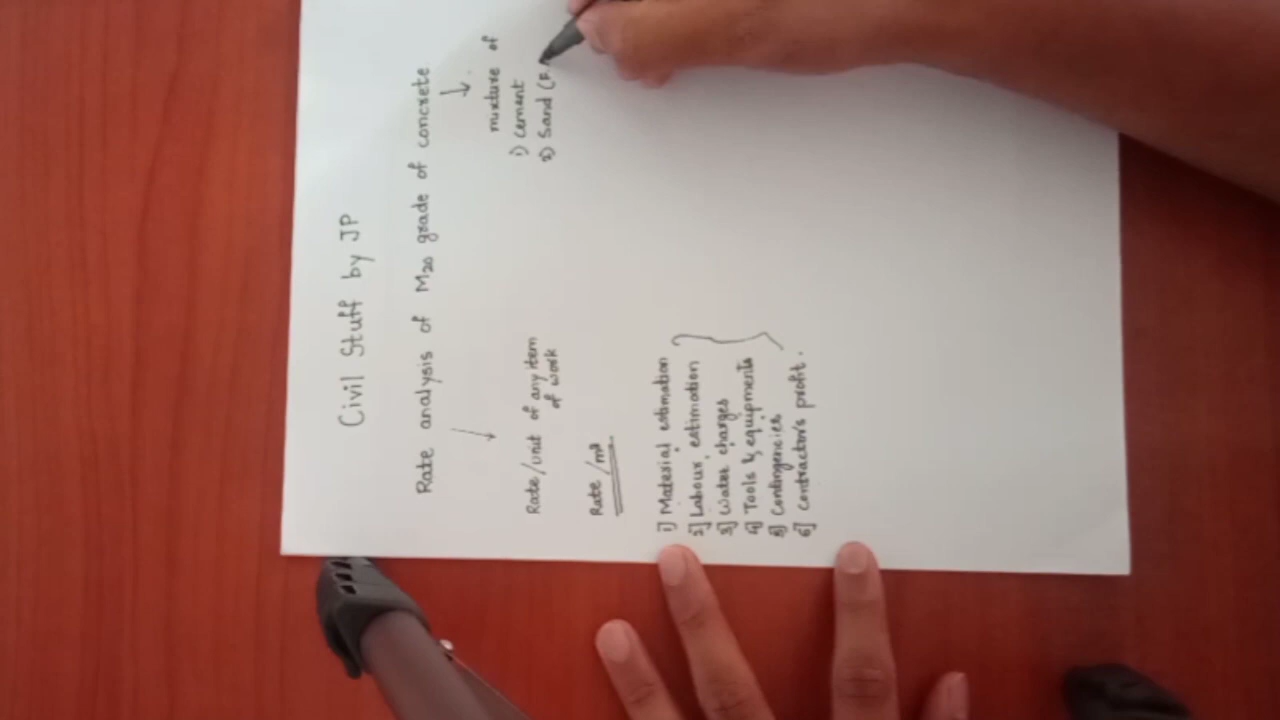 Civil Stuff by JP
Rate analysis of M20 grade of concrete
Rate/unit of any item
of work
Rate /m³
1] Material estimation
2] Labour estimation
3] Water charges
4] Tools & equipments
5] Contingencies
6] contractor's profit.
mixture of
1) Cement
2) Sand (F